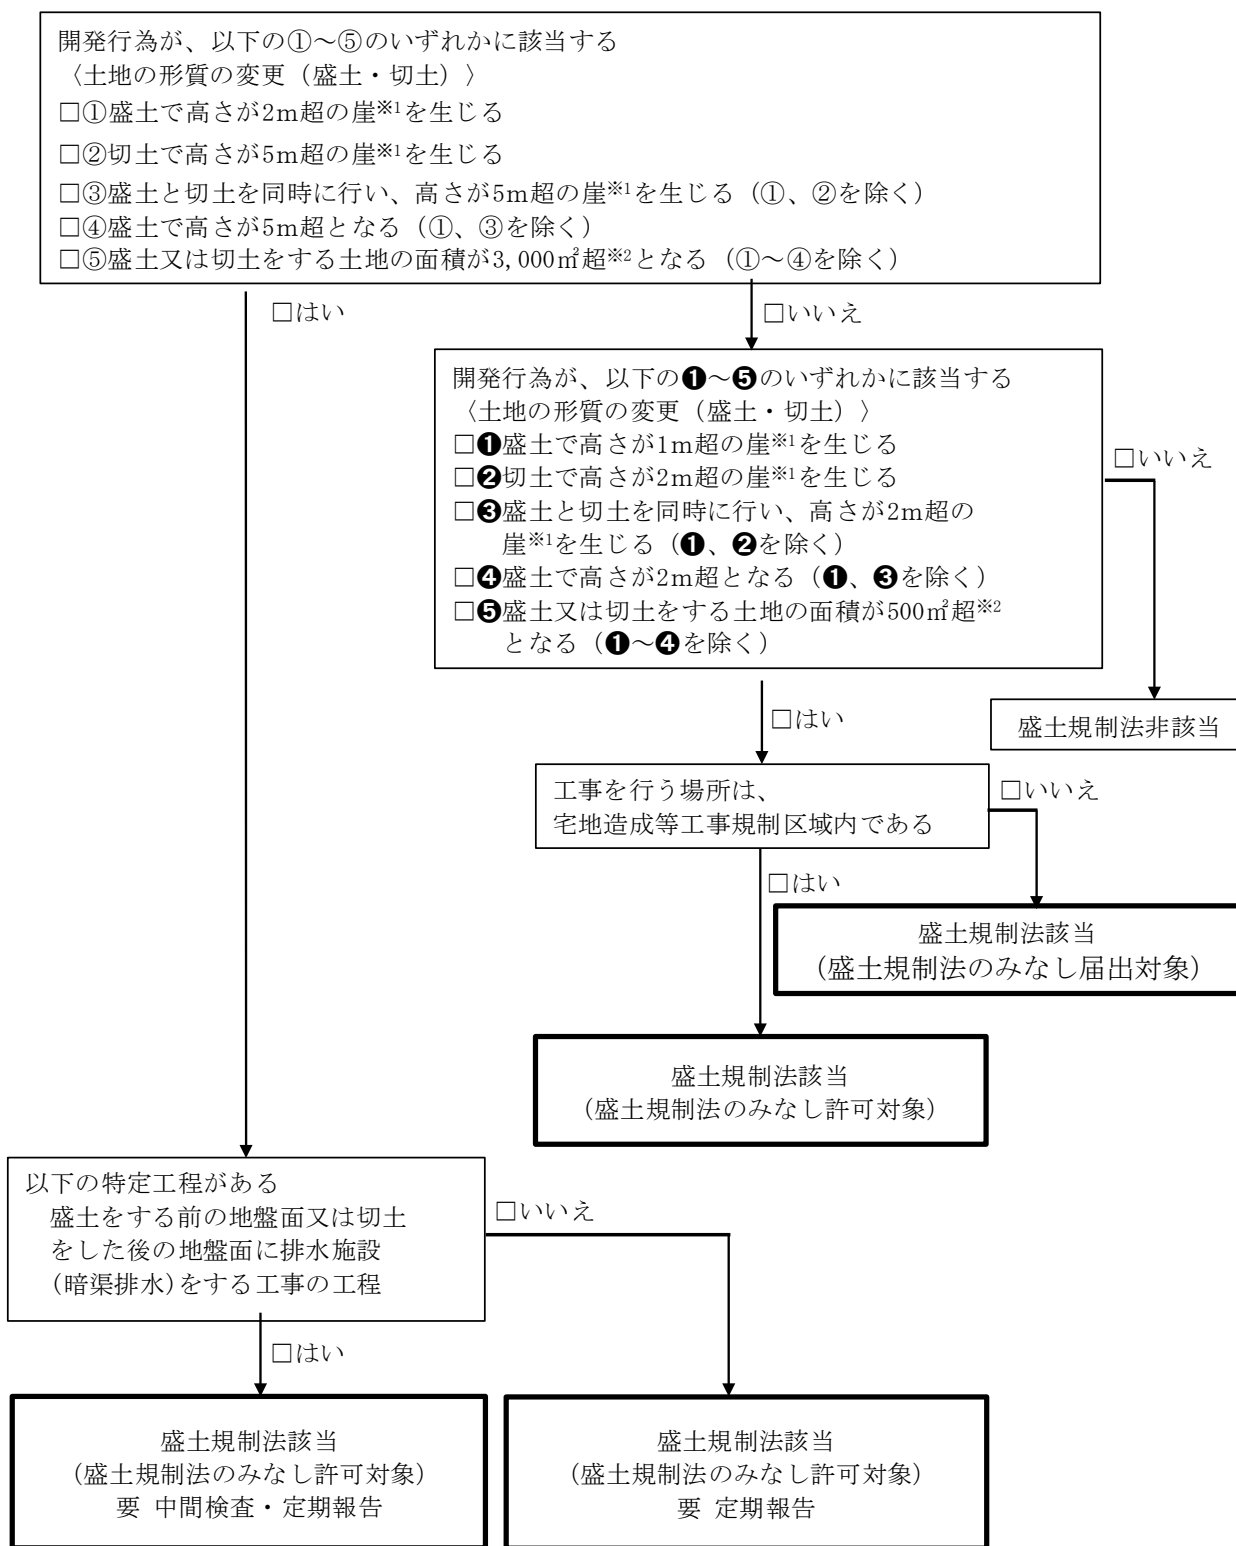 開発行為が、以下の①～⑤のいずれかに該当する
〈土地の形質の変更（盛土・切土）〉
□①盛土で高さが2m超の崖※1を生じる
□②切土で高さが5m超の崖※1を生じる
□③盛土と切土を同時に行い、高さが5m超の崖※1を生じる（①、②を除く）
□④盛土で高さが5m超となる（①、③を除く）
□⑤盛土又は切土をする土地の面積が3,000㎡超※2となる（①～④を除く）
□はい
□いいえ
開発行為が、以下の❶～❺のいずれかに該当する
〈土地の形質の変更（盛土・切土）〉
□❶盛土で高さが1m超の崖※1を生じる
□❷切土で高さが2m超の崖※1を生じる
□❸盛土と切土を同時に行い、高さが2m超の
崖※1を生じる（❶、❷を除く）
□❹盛土で高さが2m超となる（❶、❸を除く）
□❺盛土又は切土をする土地の面積が500㎡超※2
となる（❶～❹を除く）
□いいえ
□はい
盛土規制法非該当
工事を行う場所は、
宅地造成等工事規制区域内である
□いいえ
□はい
盛土規制法該当
(盛土規制法のみなし届出対象)
盛土規制法該当
(盛土規制法のみなし許可対象)
以下の特定工程がある
盛土をする前の地盤面又は切土
をした後の地盤面に排水施設
(暗渠排水)をする工事の工程
□いいえ
□はい
盛土規制法該当
(盛土規制法のみなし許可対象)
要 中間検査・定期報告
盛土規制法該当
(盛土規制法のみなし許可対象)
要 定期報告